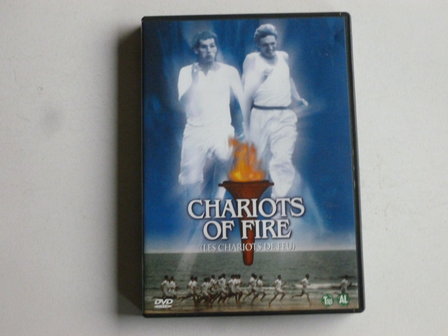 CHARIOTS
OF FIRE
(LES CHARIOTS DE FEU)
DVD
AL